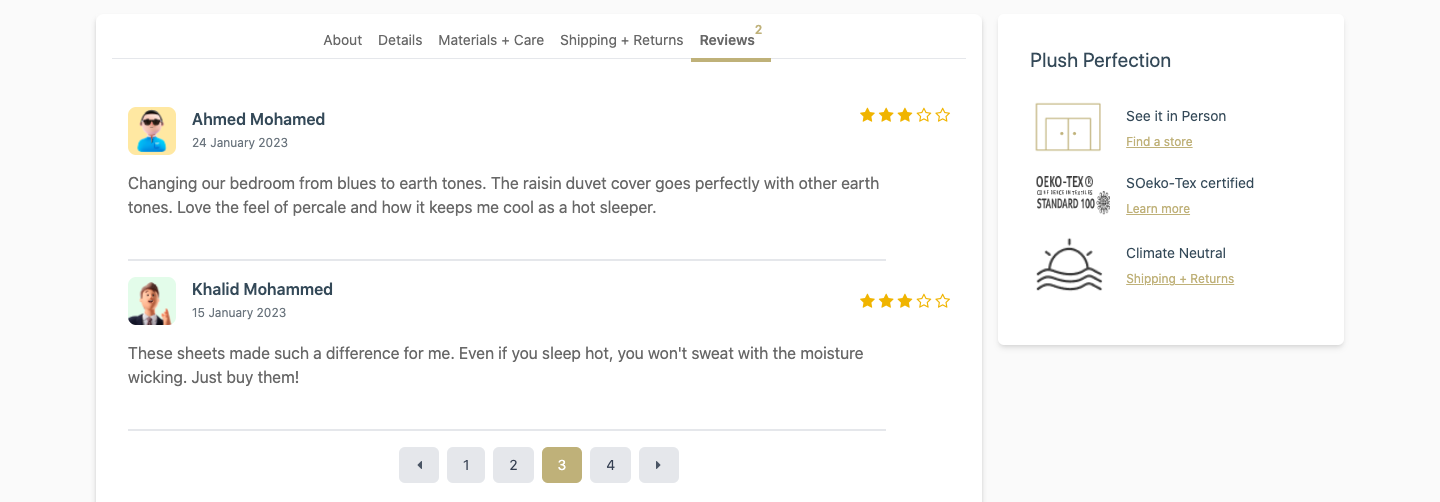 About Details Materials + Care Shipping + Returns Reviews 2
Ahmed Mohamed
24 January 2023
Changing our bedroom from blues to earth tones. The raisin duvet cover goes perfectly with other earth
tones. Love the feel of percale and how it keeps me cool as a hot sleeper.
Khalid Mohammed
15 January 2023
These sheets made such a difference for me. Even if you sleep hot, you won't sweat with the moisture
wicking. Just buy them!
1 2 3 4
Plush Perfection
See it in Person
Find a store
OEKO-TEX®
STANDARD 100
SOeko-Tex certified
Learn more
Climate Neutral
Shipping + Returns